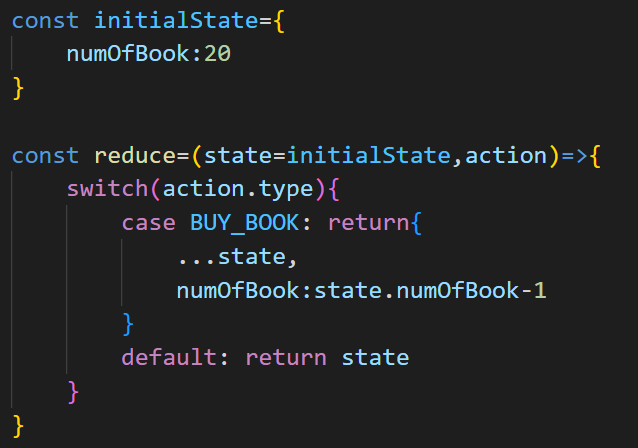 const initialState={
    numOfBook:20
}

const reduce=(state=initialState,action)=>{
    switch(action.type){
        case BUY_BOOK: return{
            ...state,
            numOfBook:state.numOfBook-1
        }
        default: return state
    }
}